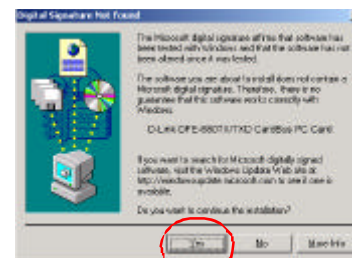 Digital Signature Not Found
The Microsoft digital signature affirms that software has
been tested with Windows and that the software has not
been altered since it was tested.
The software you are about to install does not contain a
Microsoft digital signature. Therefore, there is no
guarantee that this software works correctly with
Windows.
D-Link DFE-680TX/TXD CardBus PC Card
If you want to search for Microsoft digitally signed
software, visit the Windows Update Web site at
http://windowsupdate.microsoft.com to see if one is
available.
Do you want to continue the installation?
Yes
No
More Info